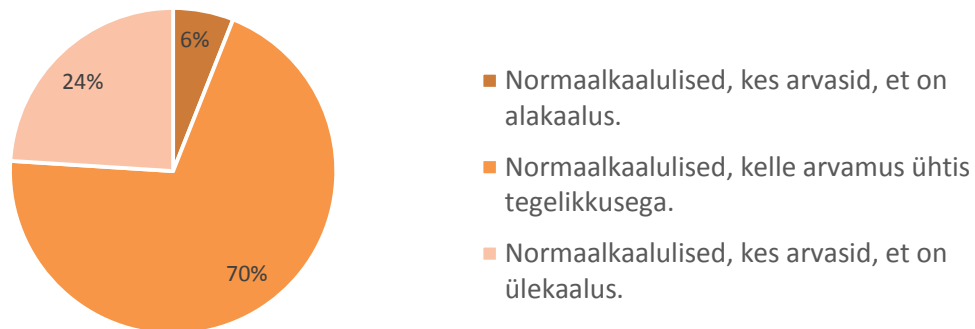 6%
24%
70%
Normaalkaalulised, kes arvasid, et on
alakaalus.
Normaalkaalulised, kelle arvamus ühtis
tegelikkusega.
Normaalkaalulised, kes arvasid, et on
ülekaalus.